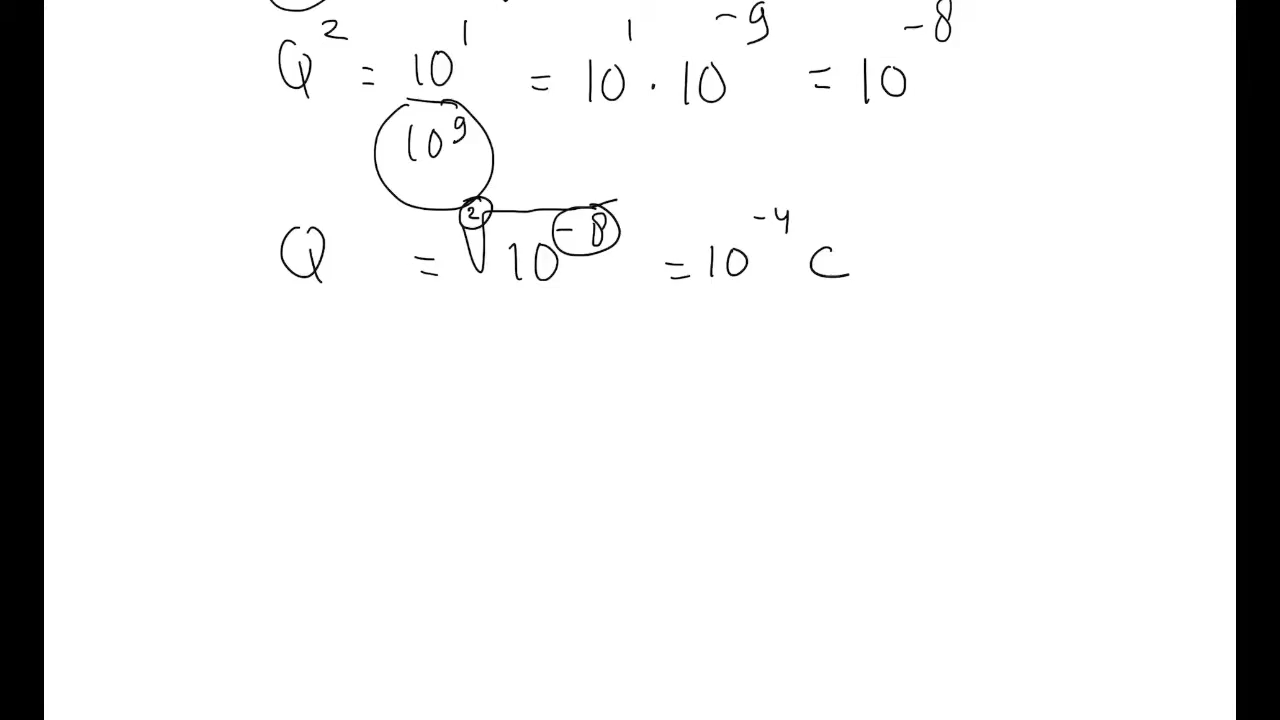 Q² = 10¹/10⁹ = 10¹ · 10⁻⁹ = 10⁻⁸
Q = ²√10⁻⁸ = 10⁻⁴ C